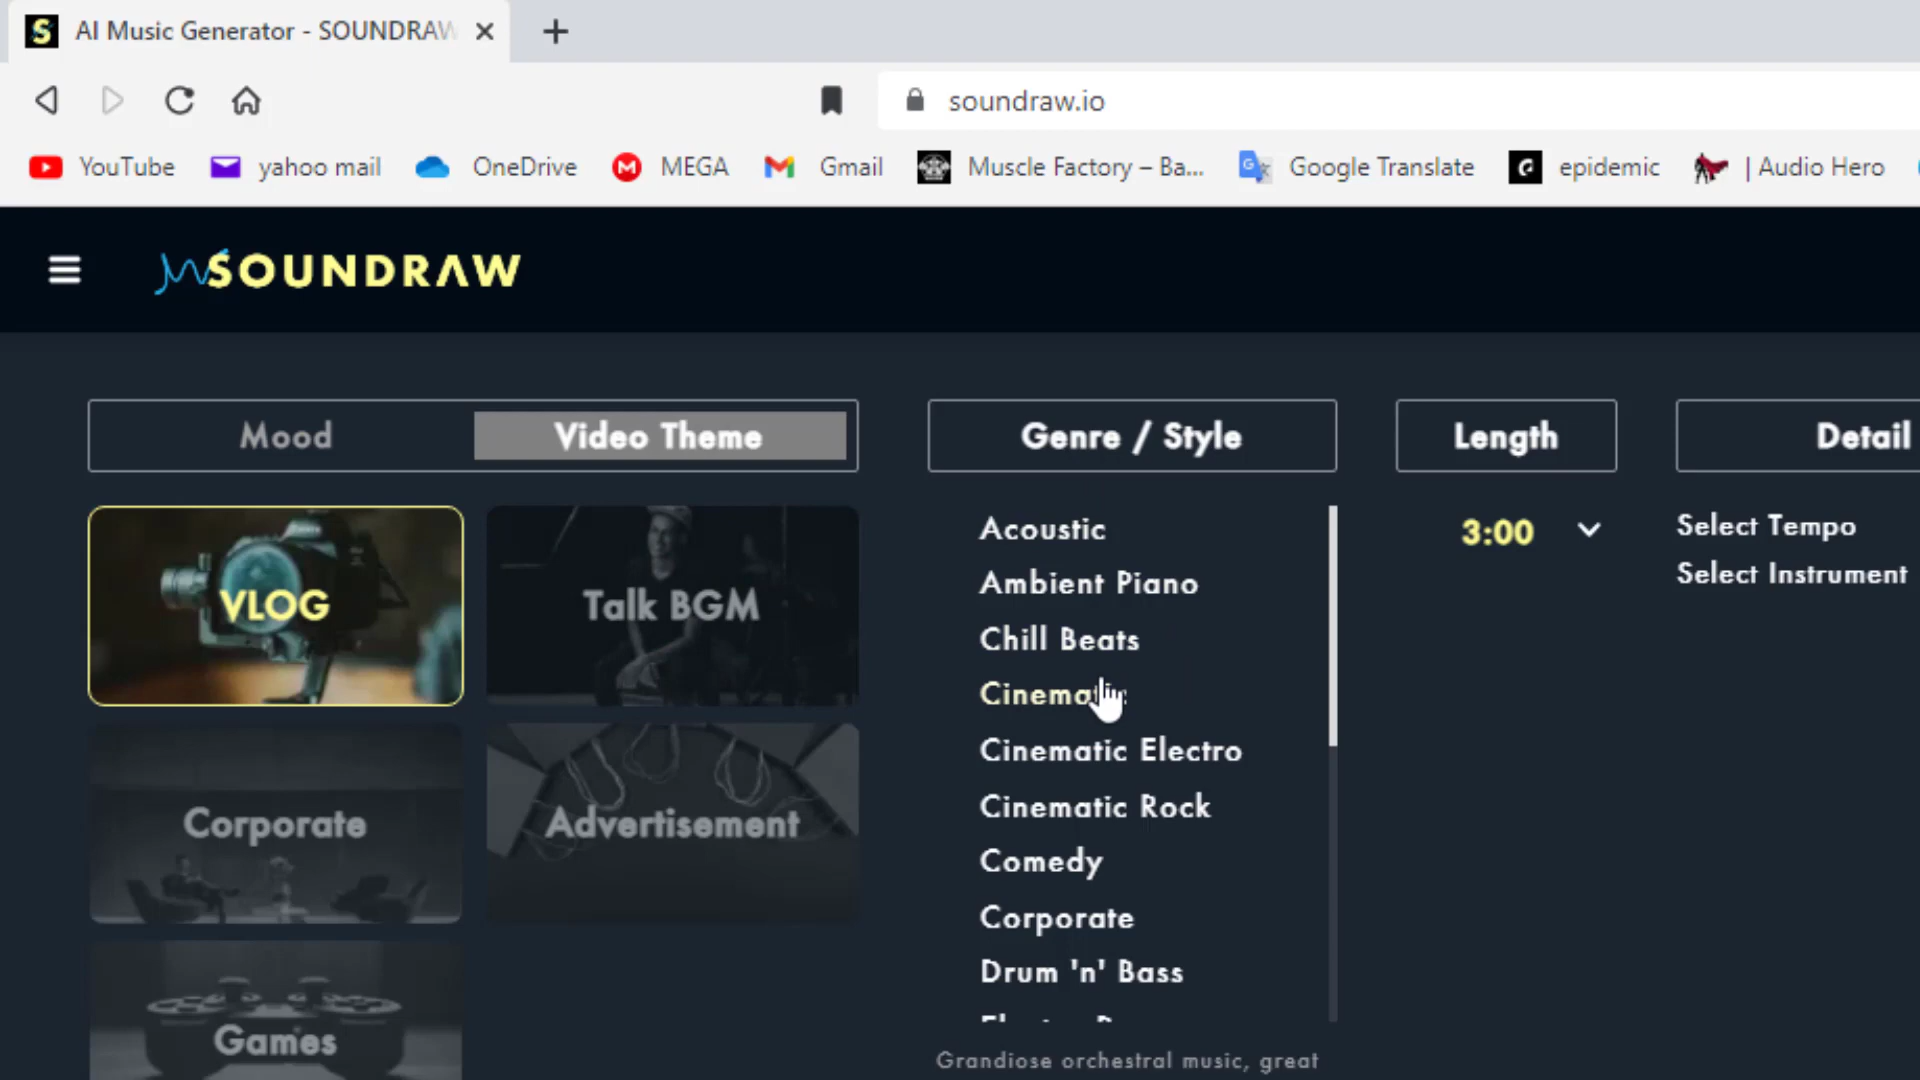 AI Music Generator - SOUNDRAW
soundraw.io
YouTube yahoo mail OneDrive MEGA Gmail Muscle Factory – Ba... Google Translate epidemic | Audio Hero
SOUNDRAW
Mood Video Theme Genre / Style Length Detail
VLOG
Talk BGM
Corporate
Advertisement
Games
Acoustic
Ambient Piano
Chill Beats
Cinematic
Cinematic Electro
Cinematic Rock
Comedy
Corporate
Drum 'n' Bass
Grandiose orchestral music, great
3:00
Select Tempo
Select Instrument